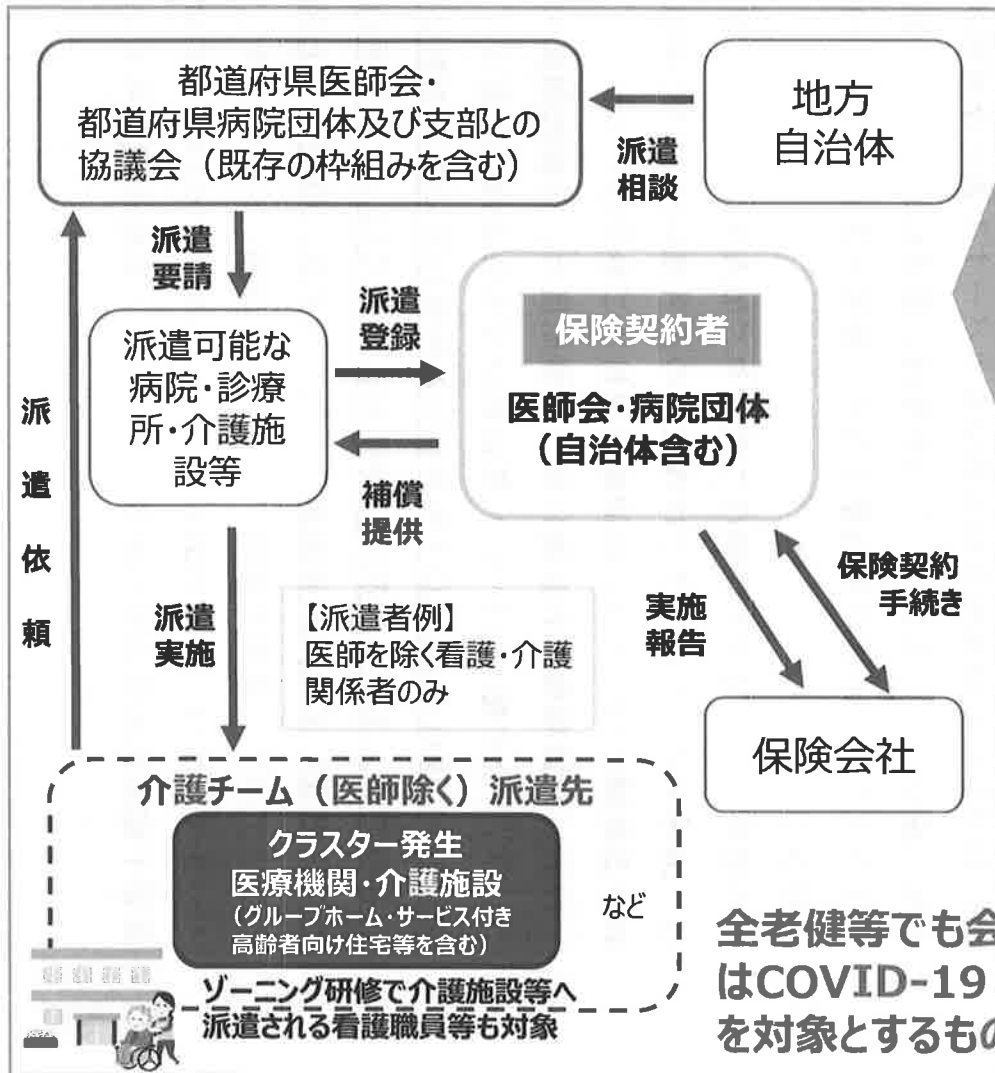 都道府県医師会・
都道府県病院団体及び支部との
協議会（既存の枠組みを含む）
派遣
相談
地方
自治体
派遣
要請
派遣可能な
病院・診療
所・介護施
設等
派遣
登録
補償
提供
保険契約者
医師会・病院団体
（自治体含む）
派遣依頼
派遣
実施
【派遣者例】
医師を除く看護・介護
関係者のみ
実施
報告
保険契約
手続き
保険会社
介護チーム（医師除く）派遣先
クラスター発生
医療機関・介護施設
（グループホーム・サービス付き
高齢者向け住宅等を含む）
など
ゾーニング研修で介護施設等へ
派遣される看護職員等も対象
全老健等でも会
はCOVID-19
を対象とするもの